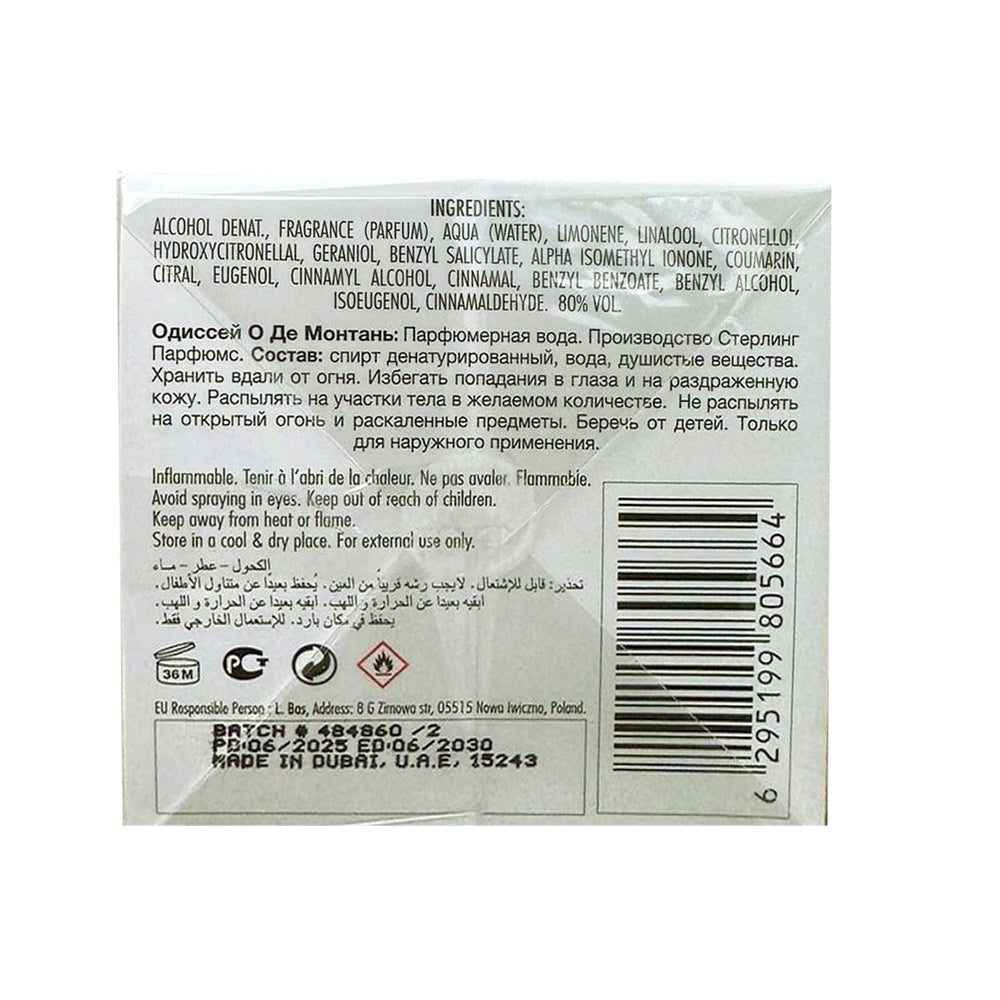 INGREDIENTS:
ALCOHOL DENAT., FRAGRANCE (PARFUM), AQUA (WATER), LIMONENE, LINALOOL, CITRONELLOL,
HYDROXYCITRONELLAL, GERANIOL, BENZYL SALICYLATE, ALPHA ISOMETHYL IONONE, COUMARIN,
CITRAL, EUGENOL, CINNAMYL ALCOHOL, CINNAMAL, BENZYL BENZOATE, BENZYL ALCOHOL,
ISOEUGENOL, CINNAMALDEHYDE. 80% VOL.
Одиссей О Де Монтань: Парфюмерная вода. Производство Стерлинг
Парфюмс. Состав: спирт денатурированный, вода, душистые вещества.
Хранить вдали от огня. Избегать попадания в глаза и на раздраженную
кожу. Распылять на участки тела в желаемом количестве. Не распылять
на открытый огонь и раскаленные предметы. Беречь от детей. Только
для наружного применения.
Inflammable. Tenir à l'abri de la chaleur. Ne pas avaler. Flammable.
Avoid spraying in eyes. Keep out of reach of children.
Keep away from heat or flame.
Store in a cool & dry place. For external use only.
الكحول - عطر - ماء
تحذير: قابل للإشتعال. لايجب رشه قريباً من العين. يُحفظ بعيدًا عن متناول الأطفال.
ابقيه بعيدا عن الحرارة و اللهب. ابقيه بعيدا عن الحرارة و اللهب.
يحفظ في مكان بارد. للإستعمال الخارجي فقط.
36 M
РСТ
EU Responsible Person : L. Bas, Address: 8 G Zirnowa str, 05515 Nowa Iwiczno, Poland.
BATCH # 484860 /2
PD:06/2025 ED:06/2030
MADE IN DUBAI, U.A.E, 15243
6 295199 805664